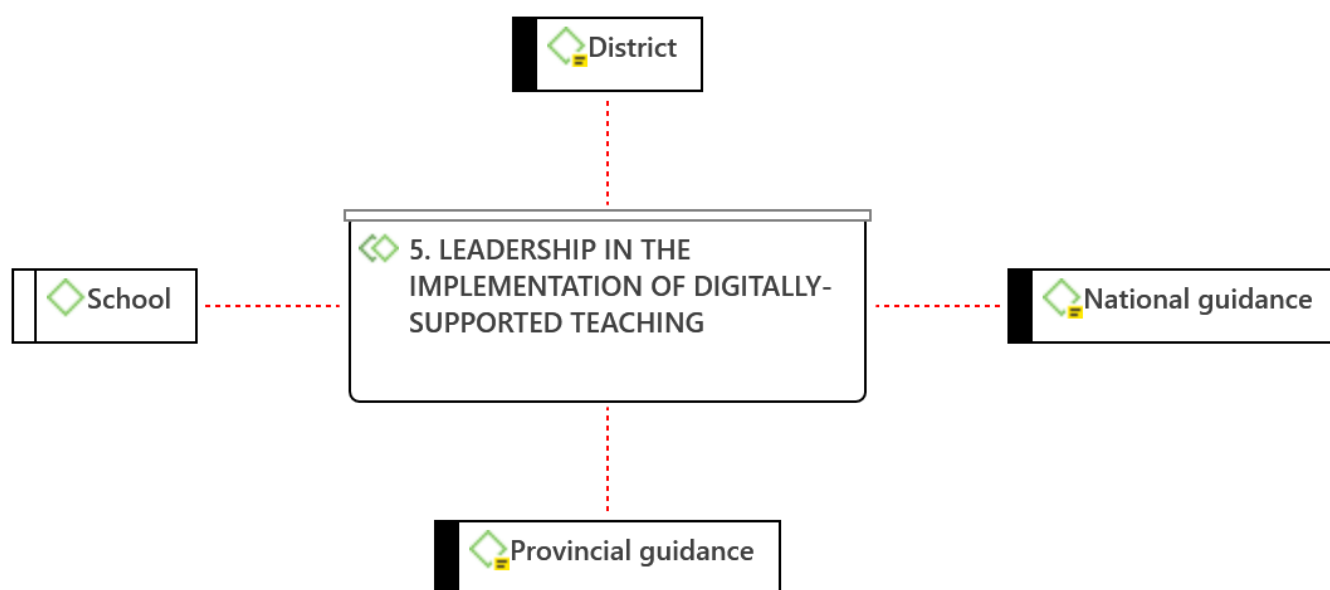 District
5. LEADERSHIP IN THE
IMPLEMENTATION OF DIGITALLY-
SUPPORTED TEACHING
School
National guidance
Provincial guidance